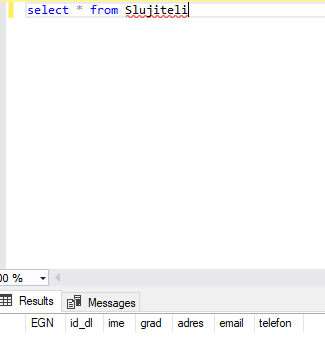 select * from Slujiteli
00 %
Results Messages
EGN id_dl ime grad adres email telefon